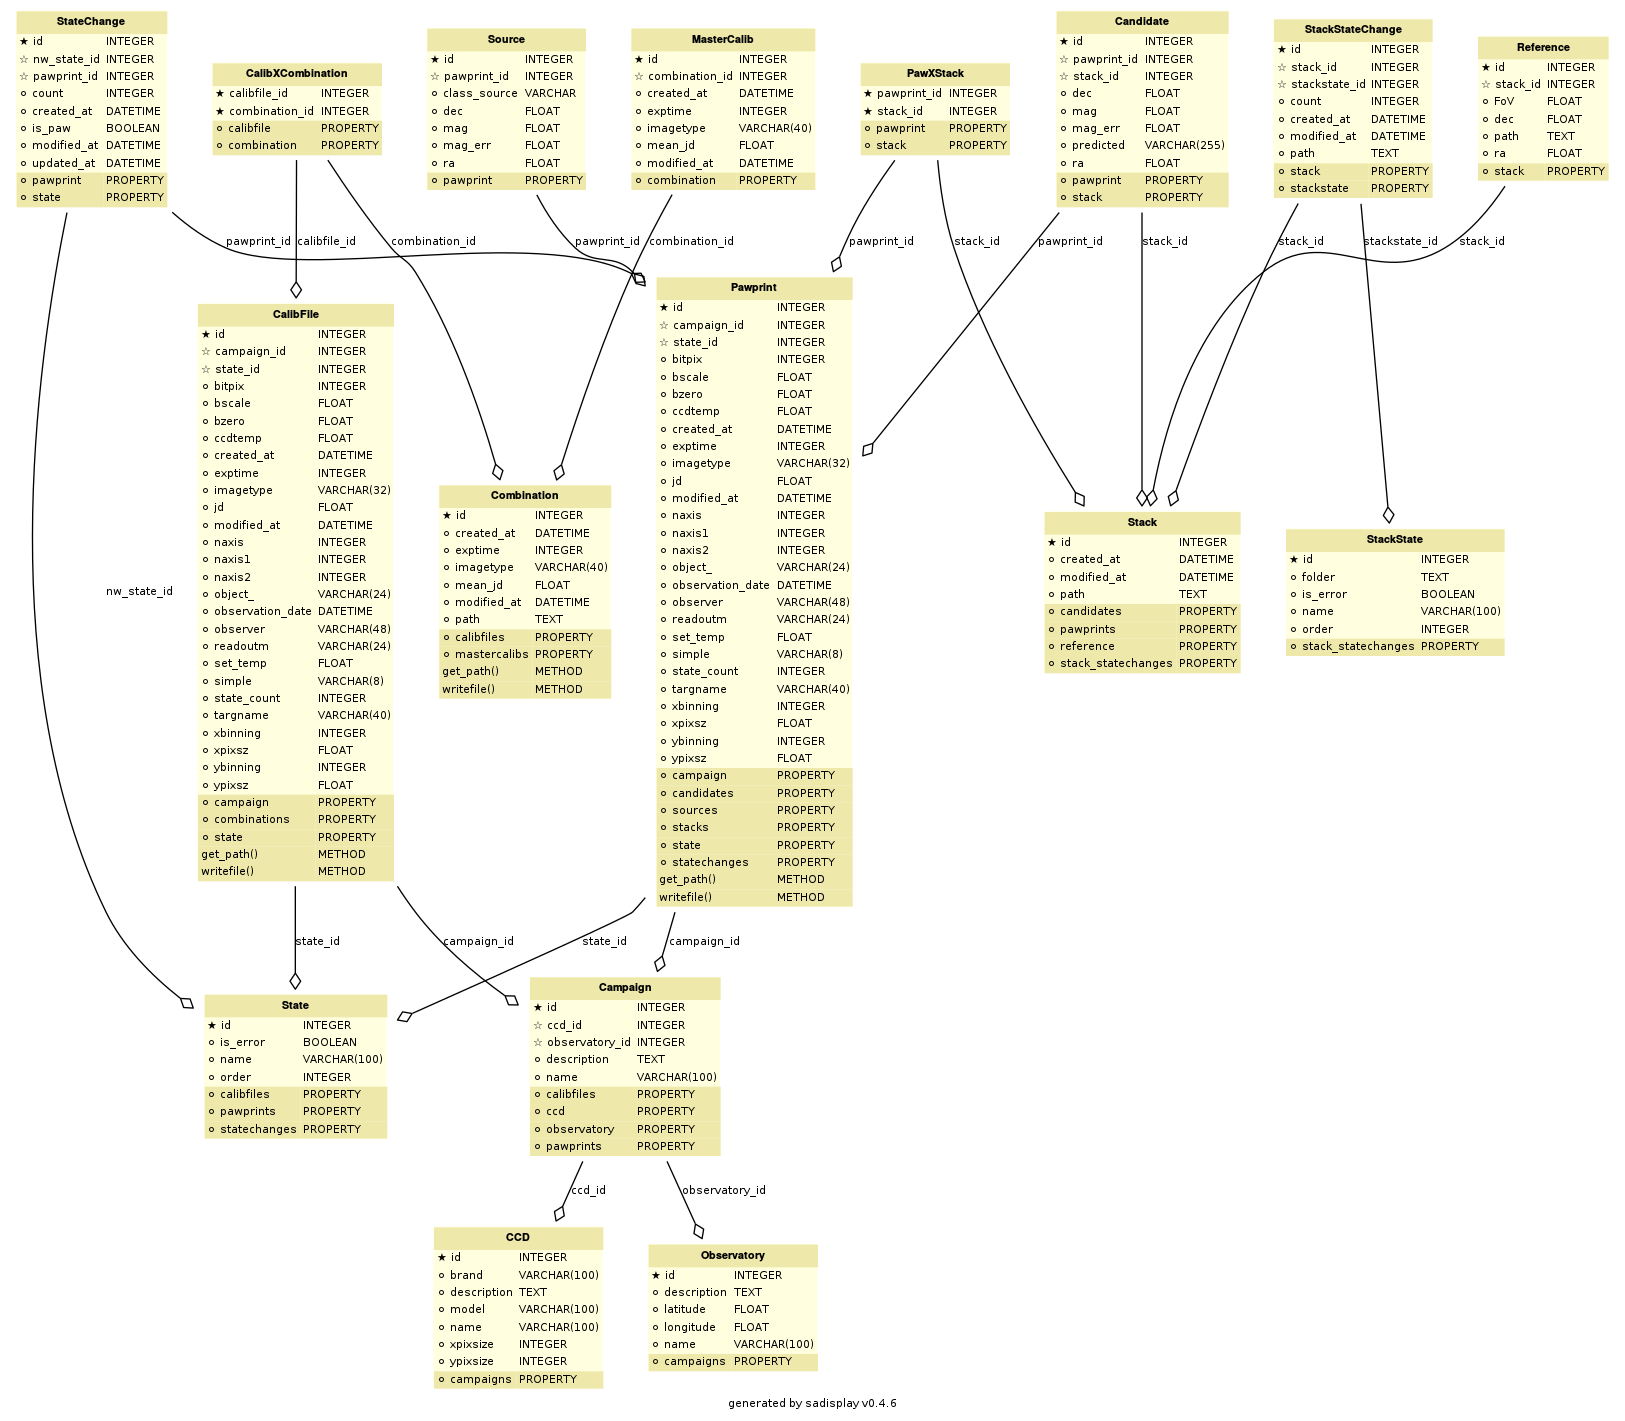 StateChange
★ id INTEGER
☆ nw_state_id INTEGER
☆ pawprint_id INTEGER
⚬ count INTEGER
⚬ created_at DATETIME
⚬ is_paw BOOLEAN
⚬ modified_at DATETIME
⚬ updated_at DATETIME
⚬ pawprint PROPERTY
⚬ state PROPERTY
CalibXCombination
★ calibfile_id INTEGER
★ combination_id INTEGER
⚬ calibfile PROPERTY
⚬ combination PROPERTY
Source
★ id INTEGER
☆ pawprint_id INTEGER
⚬ class_source VARCHAR
⚬ dec FLOAT
⚬ mag FLOAT
⚬ mag_err FLOAT
⚬ ra FLOAT
⚬ pawprint PROPERTY
MasterCalib
★ id INTEGER
☆ combination_id INTEGER
⚬ created_at DATETIME
⚬ exptime INTEGER
⚬ imagetype VARCHAR(40)
⚬ mean_jd FLOAT
⚬ modified_at DATETIME
⚬ combination PROPERTY
PawXStack
★ pawprint_id INTEGER
★ stack_id INTEGER
⚬ pawprint PROPERTY
⚬ stack PROPERTY
Candidate
★ id INTEGER
☆ pawprint_id INTEGER
☆ stack_id INTEGER
⚬ dec FLOAT
⚬ mag FLOAT
⚬ mag_err FLOAT
⚬ predicted VARCHAR(255)
⚬ ra FLOAT
⚬ pawprint PROPERTY
⚬ stack PROPERTY
StackStateChange
★ id INTEGER
☆ stack_id INTEGER
☆ stackstate_id INTEGER
⚬ count INTEGER
⚬ created_at DATETIME
⚬ modified_at DATETIME
⚬ path TEXT
⚬ stack PROPERTY
⚬ stackstate PROPERTY
Reference
★ id INTEGER
☆ stack_id INTEGER
⚬ FoV FLOAT
⚬ dec FLOAT
⚬ path TEXT
⚬ ra FLOAT
⚬ stack PROPERTY
pawprint_id
calibfile_id
combination_id
pawprint_id
combination_id
pawprint_id
stack_id
pawprint_id
stack_id
stack_id
stackstate_id
stack_id
CalibFile
★ id INTEGER
☆ campaign_id INTEGER
☆ state_id INTEGER
⚬ bitpix INTEGER
⚬ bscale FLOAT
⚬ bzero FLOAT
⚬ ccdtemp FLOAT
⚬ created_at DATETIME
⚬ exptime INTEGER
⚬ imagetype VARCHAR(32)
⚬ jd FLOAT
⚬ modified_at DATETIME
⚬ naxis INTEGER
⚬ naxis1 INTEGER
⚬ naxis2 INTEGER
⚬ object_ VARCHAR(24)
⚬ observation_date DATETIME
⚬ observer VARCHAR(48)
⚬ readoutm VARCHAR(24)
⚬ set_temp FLOAT
⚬ simple VARCHAR(8)
⚬ state_count INTEGER
⚬ targname VARCHAR(40)
⚬ xbinning INTEGER
⚬ xpixsz FLOAT
⚬ ybinning INTEGER
⚬ ypixsz FLOAT
⚬ campaign PROPERTY
⚬ combinations PROPERTY
⚬ state PROPERTY
get_path() METHOD
writefile() METHOD
Combination
★ id INTEGER
⚬ created_at DATETIME
⚬ exptime INTEGER
⚬ imagetype VARCHAR(40)
⚬ mean_jd FLOAT
⚬ modified_at DATETIME
⚬ path TEXT
⚬ calibfiles PROPERTY
⚬ mastercalibs PROPERTY
get_path() METHOD
writefile() METHOD
Pawprint
★ id INTEGER
☆ campaign_id INTEGER
☆ state_id INTEGER
⚬ bitpix INTEGER
⚬ bscale FLOAT
⚬ bzero FLOAT
⚬ ccdtemp FLOAT
⚬ created_at DATETIME
⚬ exptime INTEGER
⚬ imagetype VARCHAR(32)
⚬ jd FLOAT
⚬ modified_at DATETIME
⚬ naxis INTEGER
⚬ naxis1 INTEGER
⚬ naxis2 INTEGER
⚬ object_ VARCHAR(24)
⚬ observation_date DATETIME
⚬ observer VARCHAR(48)
⚬ readoutm VARCHAR(24)
⚬ set_temp FLOAT
⚬ simple VARCHAR(8)
⚬ state_count INTEGER
⚬ targname VARCHAR(40)
⚬ xbinning INTEGER
⚬ xpixsz FLOAT
⚬ ybinning INTEGER
⚬ ypixsz FLOAT
⚬ campaign PROPERTY
⚬ candidates PROPERTY
⚬ sources PROPERTY
⚬ stacks PROPERTY
⚬ state PROPERTY
⚬ statechanges PROPERTY
get_path() METHOD
writefile() METHOD
Stack
★ id INTEGER
⚬ created_at DATETIME
⚬ modified_at DATETIME
⚬ path TEXT
⚬ candidates PROPERTY
⚬ pawprints PROPERTY
⚬ reference PROPERTY
⚬ stack_statechanges PROPERTY
StackState
★ id INTEGER
⚬ folder TEXT
⚬ is_error BOOLEAN
⚬ name VARCHAR(100)
⚬ order INTEGER
⚬ stack_statechanges PROPERTY
nw_state_id
state_id
campaign_id
state_id
campaign_id
State
★ id INTEGER
⚬ is_error BOOLEAN
⚬ name VARCHAR(100)
⚬ order INTEGER
⚬ calibfiles PROPERTY
⚬ pawprints PROPERTY
⚬ statechanges PROPERTY
Campaign
★ id INTEGER
☆ ccd_id INTEGER
☆ observatory_id INTEGER
⚬ description TEXT
⚬ name VARCHAR(100)
⚬ calibfiles PROPERTY
⚬ ccd PROPERTY
⚬ observatory PROPERTY
⚬ pawprints PROPERTY
ccd_id
observatory_id
CCD
★ id INTEGER
⚬ brand VARCHAR(100)
⚬ description TEXT
⚬ model VARCHAR(100)
⚬ name VARCHAR(100)
⚬ xpixsize INTEGER
⚬ ypixsize INTEGER
⚬ campaigns PROPERTY
Observatory
★ id INTEGER
⚬ description TEXT
⚬ latitude FLOAT
⚬ longitude FLOAT
⚬ name VARCHAR(100)
⚬ campaigns PROPERTY
generated by sadisplay v0.4.6